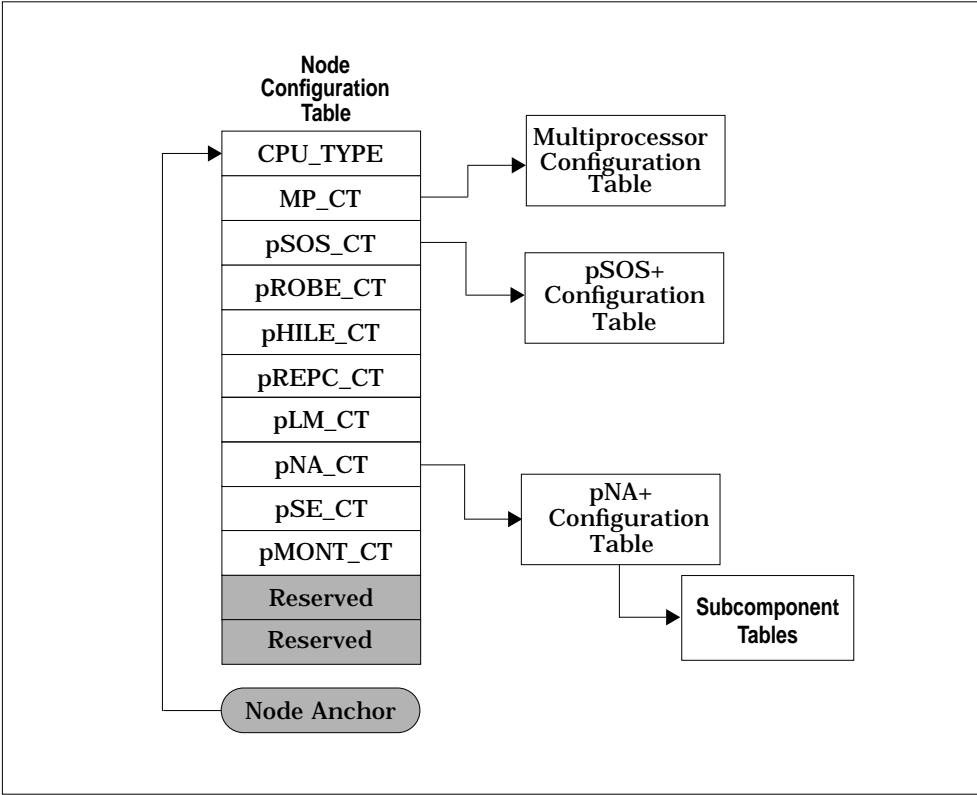 Node
Configuration
Table
CPU_TYPE
MP_CT
pSOS_CT
pROBE_CT
pHILE_CT
pREPC_CT
pLM_CT
pNA_CT
pSE_CT
pMONT_CT
Reserved
Reserved
Node Anchor
Multiprocessor
Configuration
Table
pSOS+
Configuration
Table
pNA+
Configuration
Table
Subcomponent
Tables